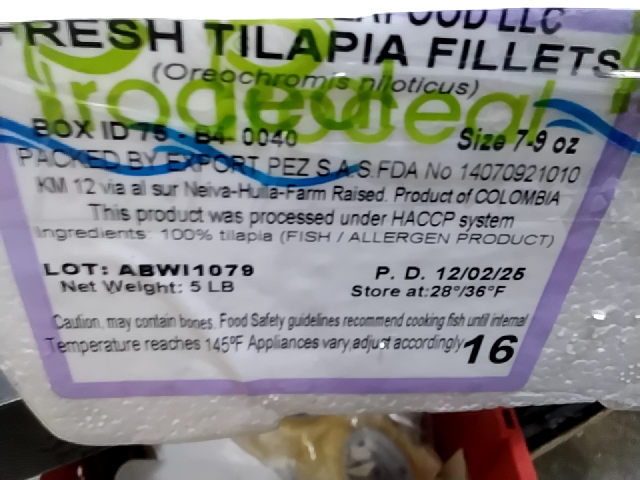 FOOD LLC
FRESH TILAPIA FILLETS
(Oreochromis niloticus)
BOX ID 75 - B4- 0040 Size 7-9 oz
PACKED BY EXPORT PEZ S.A.S.FDA No 14070921010
KM 12 via al sur Neiva-Huila-Farm Raised. Product of COLOMBIA
This product was processed under HACCP system
Ingredients: 100% tilapia (FISH / ALLERGEN PRODUCT)
LOT: ABWI1079 P. D. 12/02/25
Net Weight: 5 LB Store at:28°/36°F
Caution, may contain bones. Food Safety guidelines recommend cooking fish until internal
Temperature reaches 145°F Appliances vary,adjust accordingly 16